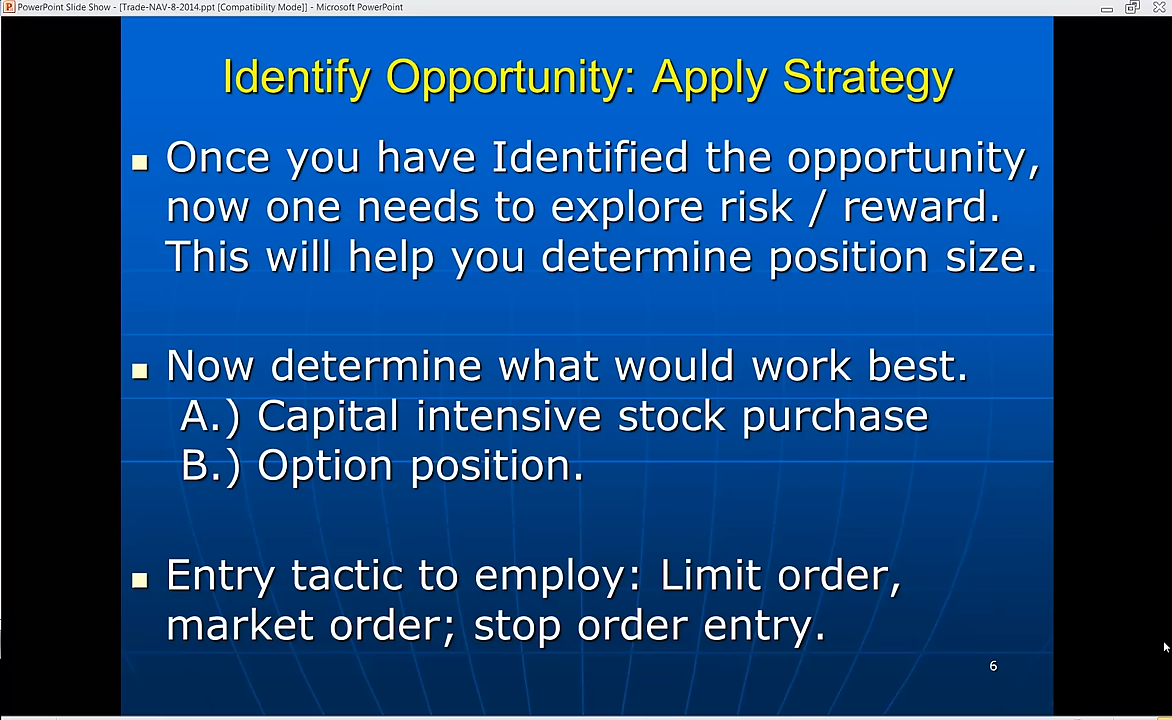 PowerPoint Slide Show - [Trade-NAV-8-2014.ppt [Compatibility Mode]] - Microsoft PowerPoint
Identify Opportunity: Apply Strategy
Once you have Identified the opportunity,
now one needs to explore risk / reward.
This will help you determine position size.
Now determine what would work best.
A.) Capital intensive stock purchase
B.) Option position.
Entry tactic to employ: Limit order,
market order; stop order entry.
6